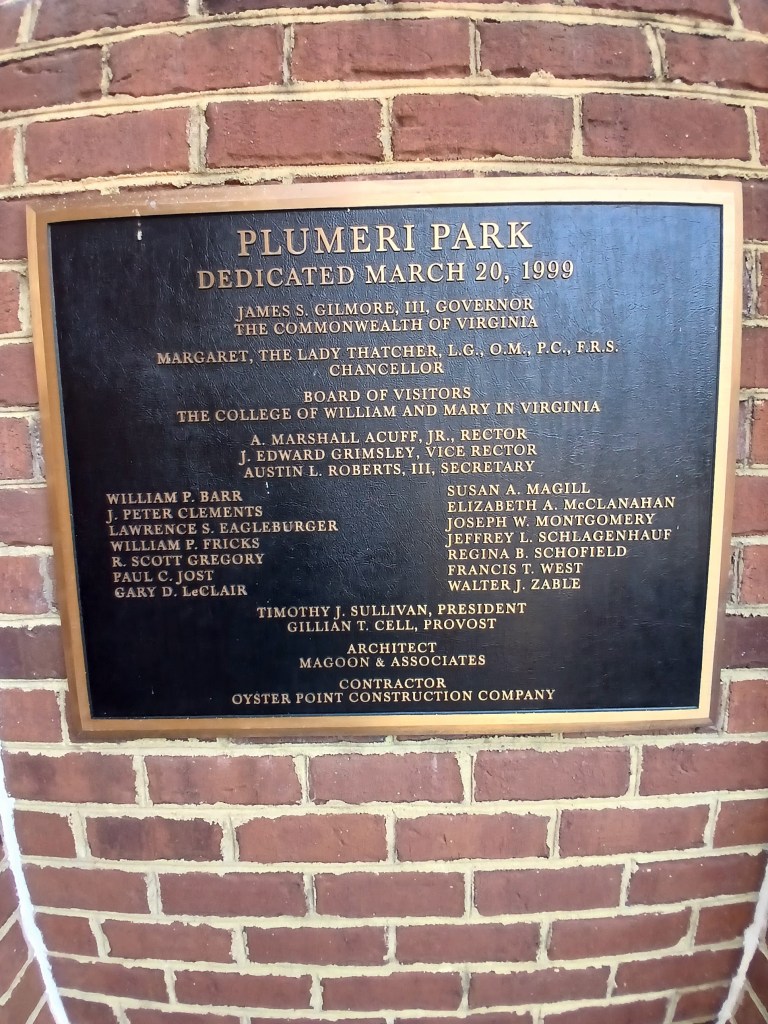 PLUMERI PARK
DEDICATED MARCH 20, 1999
JAMES S. GILMORE, III, GOVERNOR
THE COMMONWEALTH OF VIRGINIA
MARGARET, THE LADY THATCHER, L.G., O.M., P.C., F.R.S.
CHANCELLOR
BOARD OF VISITORS
THE COLLEGE OF WILLIAM AND MARY IN VIRGINIA
A. MARSHALL ACUFF, JR., RECTOR
J. EDWARD GRIMSLEY, VICE RECTOR
AUSTIN L. ROBERTS, III, SECRETARY
WILLIAM P. BARR
J. PETER CLEMENTS
LAWRENCE S. EAGLEBURGER
WILLIAM P. FRICKS
R. SCOTT GREGORY
PAUL C. JOST
GARY D. LeCLAIR
SUSAN A. MAGILL
ELIZABETH A. McCLANAHAN
JOSEPH W. MONTGOMERY
JEFFREY L. SCHLAGENHAUF
REGINA B. SCHOFIELD
FRANCIS T. WEST
WALTER J. ZABLE
TIMOTHY J. SULLIVAN, PRESIDENT
GILLIAN T. CELL, PROVOST
ARCHITECT
MAGOON & ASSOCIATES
CONTRACTOR
OYSTER POINT CONSTRUCTION COMPANY